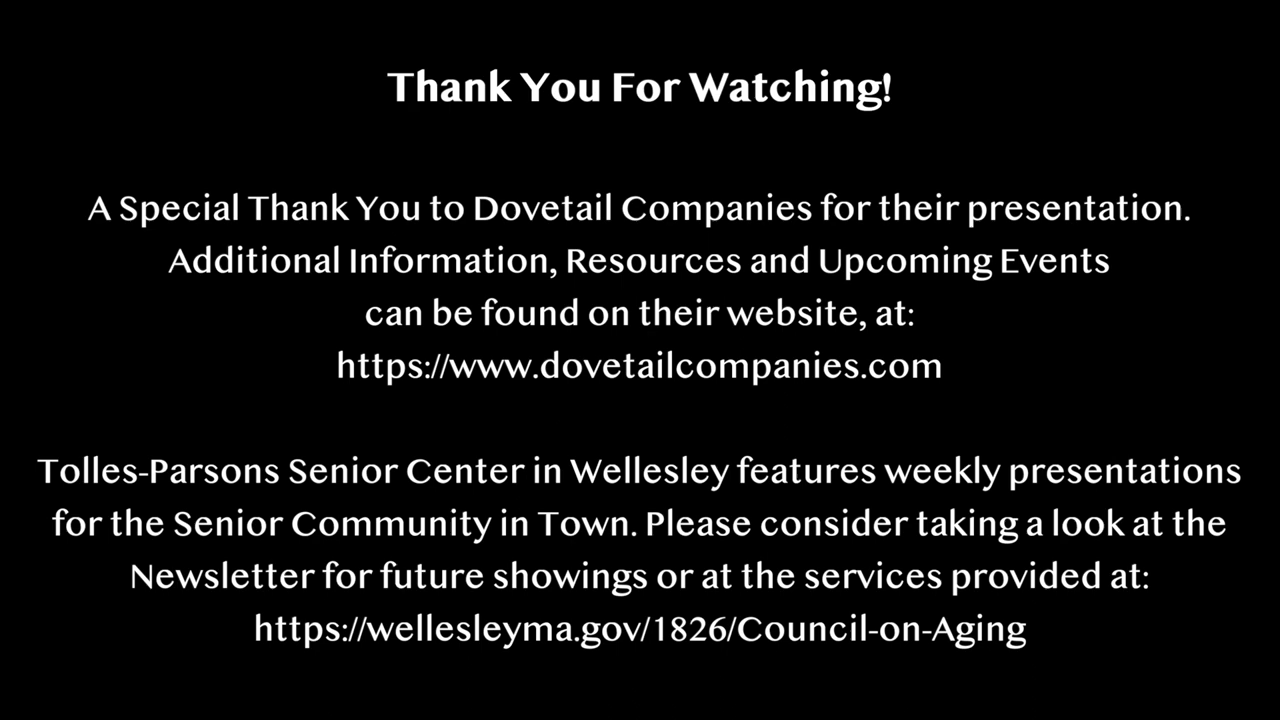 Thank You For Watching!
A Special Thank You to Dovetail Companies for their presentation.
Additional Information, Resources and Upcoming Events
can be found on their website, at:
https://www.dovetailcompanies.com
Tolles-Parsons Senior Center in Wellesley features weekly presentations
for the Senior Community in Town. Please consider taking a look at the
Newsletter for future showings or at the services provided at:
https://wellesleyma.gov/1826/Council-on-Aging